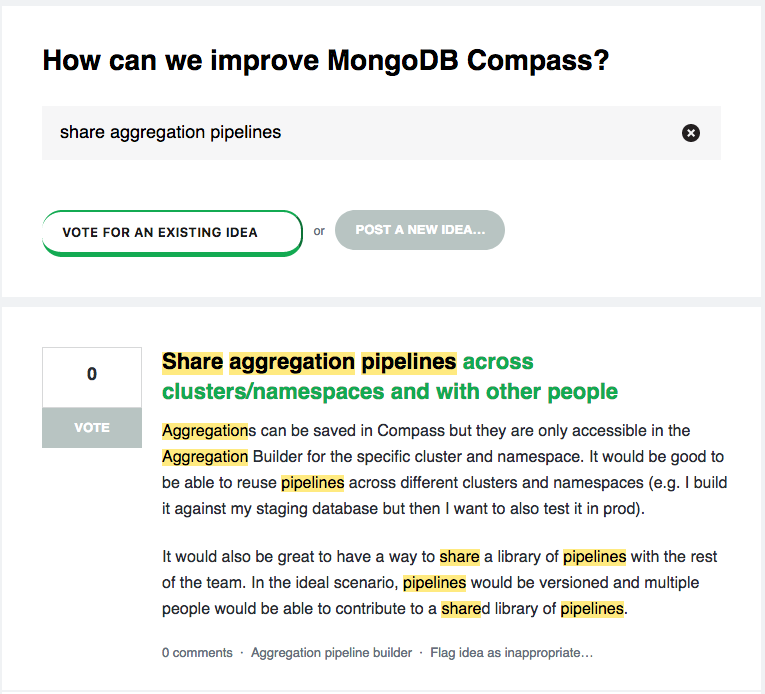 How can we improve MongoDB Compass?
share aggregation pipelines
VOTE FOR AN EXISTING IDEA or POST A NEW IDEA...
0
VOTE
Share aggregation pipelines across
clusters/namespaces and with other people
Aggregations can be saved in Compass but they are only accessible in the
Aggregation Builder for the specific cluster and namespace. It would be good to
be able to reuse pipelines across different clusters and namespaces (e.g. I build
it against my staging database but then I want to also test it in prod).
It would also be great to have a way to share a library of pipelines with the rest
of the team. In the ideal scenario, pipelines would be versioned and multiple
people would be able to contribute to a shared library of pipelines.
0 comments · Aggregation pipeline builder · Flag idea as inappropriate…